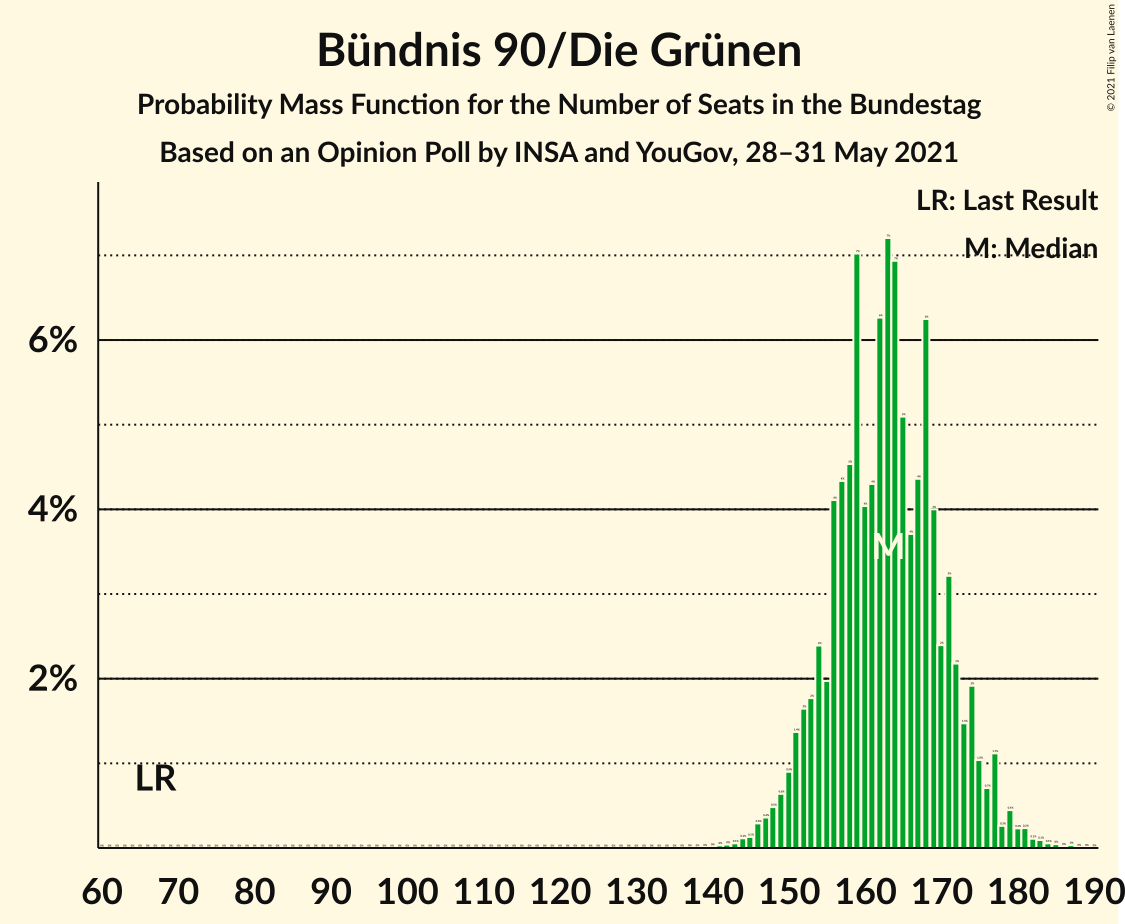 Bündnis 90/Die Grünen
Probability Mass Function for the Number of Seats in the Bundestag
Based on an Opinion Poll by INSA and YouGov, 28–31 May 2021
© 2021 Filip van Laenen
LR: Last Result
M: Median
6%
4%
2%
LR
M
60 70 80 90 100 110 120 130 140 150 160 170 180 190